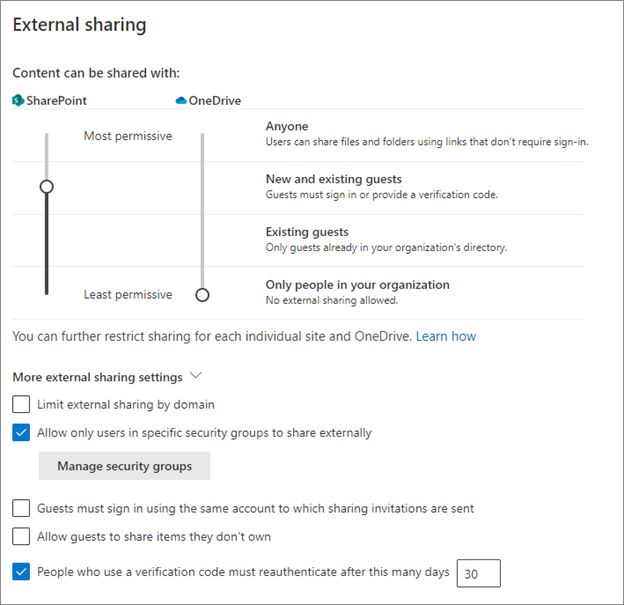 External sharing
Content can be shared with:
SharePoint OneDrive
Most permissive
Anyone
Users can share files and folders using links that don't require sign-in.
New and existing guests
Guests must sign in or provide a verification code.
Existing guests
Only guests already in your organization's directory.
Least permissive
Only people in your organization
No external sharing allowed.
You can further restrict sharing for each individual site and OneDrive. Learn how
More external sharing settings
Limit external sharing by domain
Allow only users in specific security groups to share externally
Manage security groups
Guests must sign in using the same account to which sharing invitations are sent
Allow guests to share items they don't own
People who use a verification code must reauthenticate after this many days 30